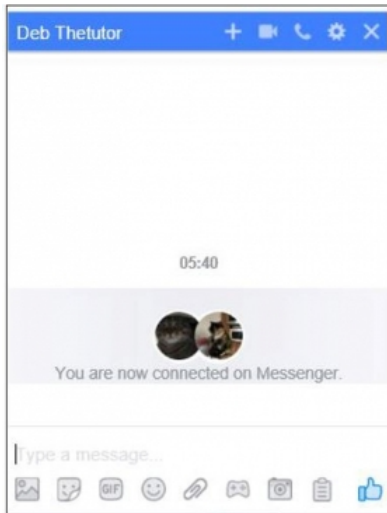 Deb Thetutor
05:40
You are now connected on Messenger.
Type a message...
GIF